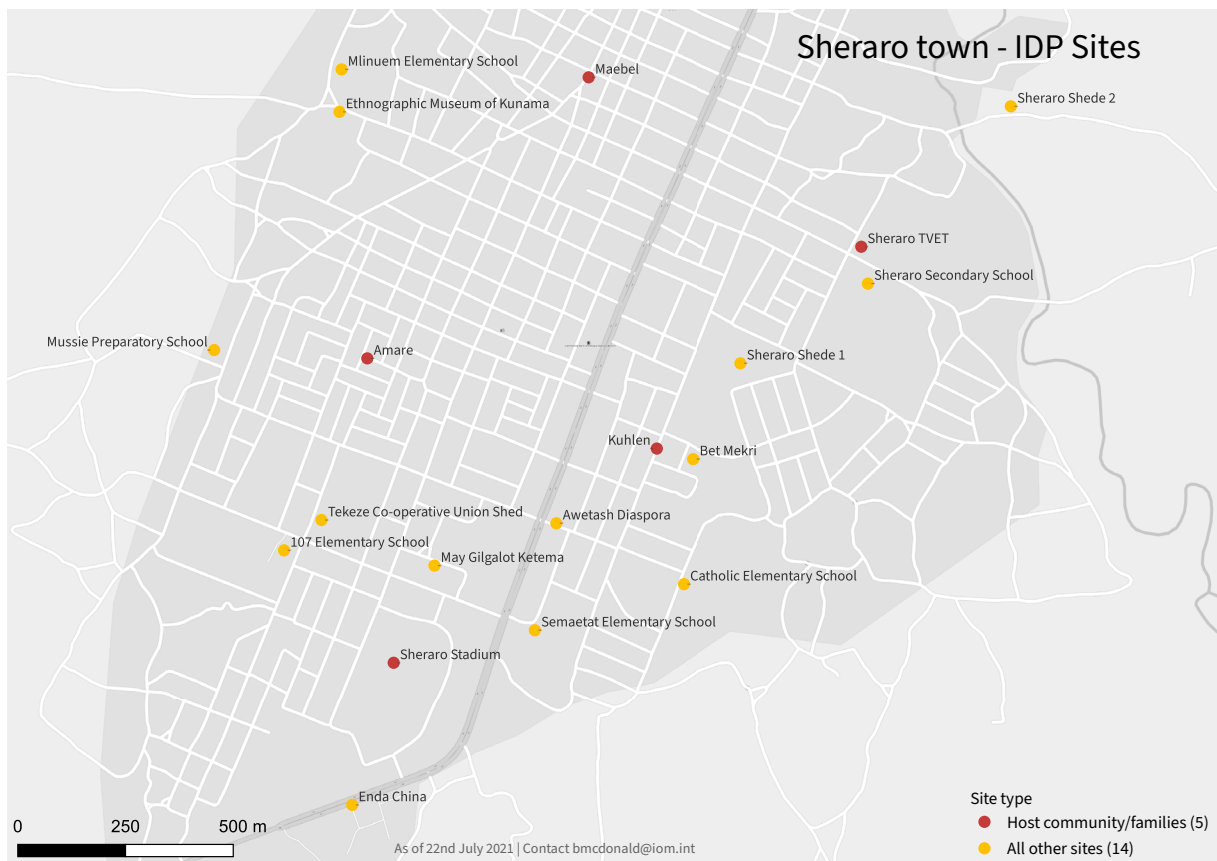 Sheraro town - IDP Sites
Mlinuem Elementary School
Maebel
Ethnographic Museum of Kunama
Sheraro Shede 2
Sheraro TVET
Sheraro Secondary School
Mussie Preparatory School
Amare
Sheraro Shede 1
Kuhlen
Bet Mekri
Tekeze Co-operative Union Shed
Awetash Diaspora
107 Elementary School
May Gilgalot Ketema
Catholic Elementary School
Semaetat Elementary School
Sheraro Stadium
Enda China
Site type
Host community/families (5)
All other sites (14)
0 250 500 m
As of 22nd July 2021 | Contact bmcdonald@iom.int